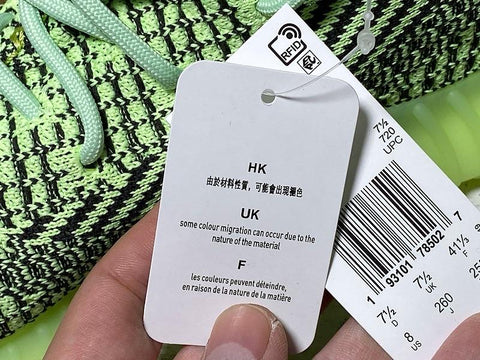 HK
由於材料性質，可能會出現褪色
UK
some colour migration can occur due to the
nature of the material
F
les couleurs peuvent déteindre,
en raison de la nature de la matière
RFID
7½
720
UPC
1 93101 78502 7
7½
D
8
US
7½
UK
260
J
41⅓
F